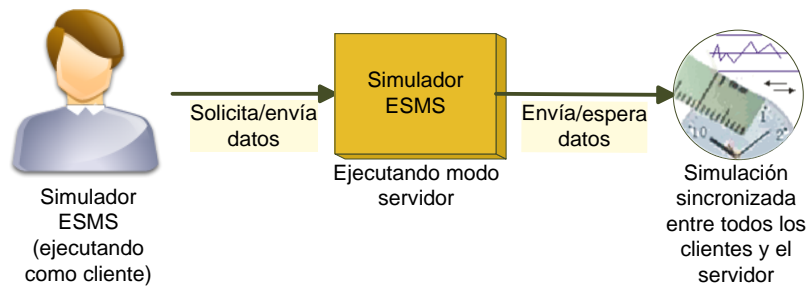 Simulador
ESMS
(ejecutando
como cliente)
Solicita/envía
datos
Simulador
ESMS
Ejecutando modo
servidor
Envía/espera
datos
Simulación
sincronizada
entre todos los
clientes y el
servidor